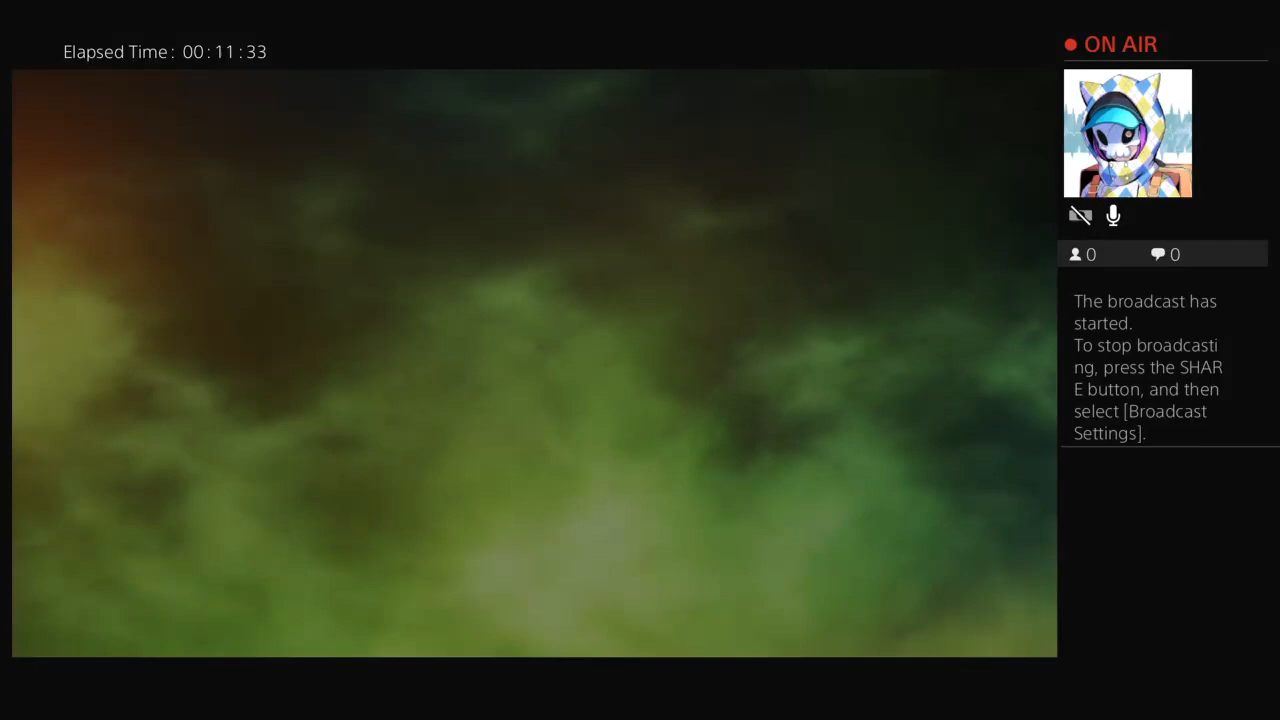 Elapsed Time: 00:11:33
ON AIR
0 0
The broadcast has
started.
To stop broadcasti
ng, press the SHAR
E button, and then
select [Broadcast
Settings].